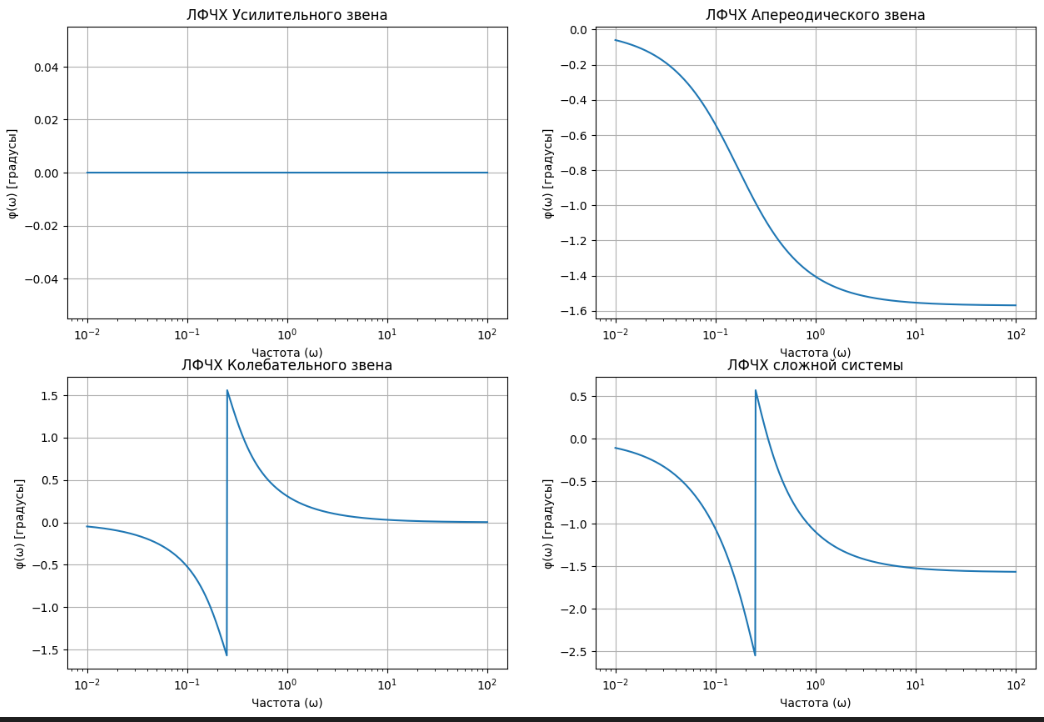 ЛФЧХ Усилительного звена
φ(ω) [градусы]
0.04
0.02
0.00
−0.02
−0.04
10⁻² 10⁻¹ 10⁰ 10¹ 10²
Частота (ω)
ЛФЧХ Апереодического звена
φ(ω) [градусы]
0.0
−0.2
−0.4
−0.6
−0.8
−1.0
−1.2
−1.4
−1.6
10⁻² 10⁻¹ 10⁰ 10¹ 10²
Частота (ω)
ЛФЧХ Колебательного звена
φ(ω) [градусы]
1.5
1.0
0.5
0.0
−0.5
−1.0
−1.5
10⁻² 10⁻¹ 10⁰ 10¹ 10²
Частота (ω)
ЛФЧХ сложной системы
φ(ω) [градусы]
0.5
0.0
−0.5
−1.0
−1.5
−2.0
−2.5
10⁻² 10⁻¹ 10⁰ 10¹ 10²
Частота (ω)